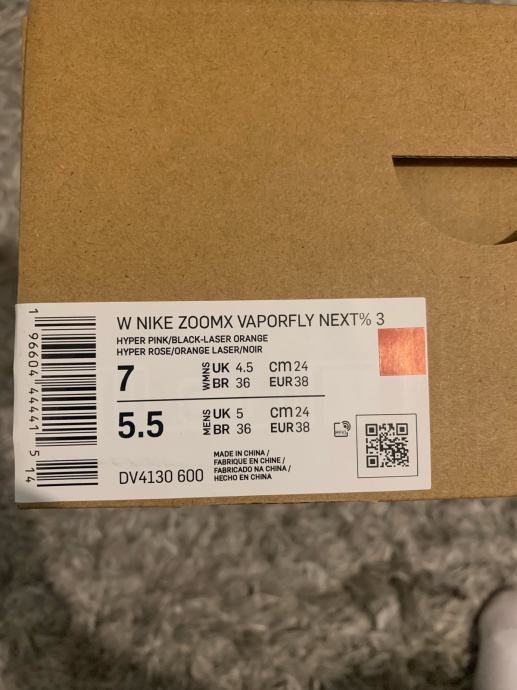 W NIKE ZOOMX VAPORFLY NEXT% 3
HYPER PINK/BLACK-LASER ORANGE
HYPER ROSE/ORANGE LASER/NOIR
7 WMNS UK 4.5 CM 24
BR 36 EUR 38
5.5 MENS UK 5 CM 24
BR 36 EUR 38
DV4130 600
MADE IN CHINA /
FABRIQUE EN CHINE /
FABRICADO NA CHINA /
HECHO EN CHINA
1 96604 44441 5 14